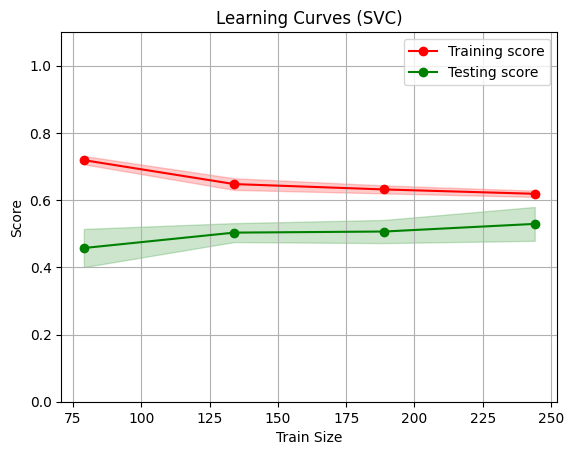 Learning Curves (SVC)
Training score
Testing score
1.0
0.8
0.6
0.4
0.2
0.0
Score
75 100 125 150 175 200 225 250
Train Size